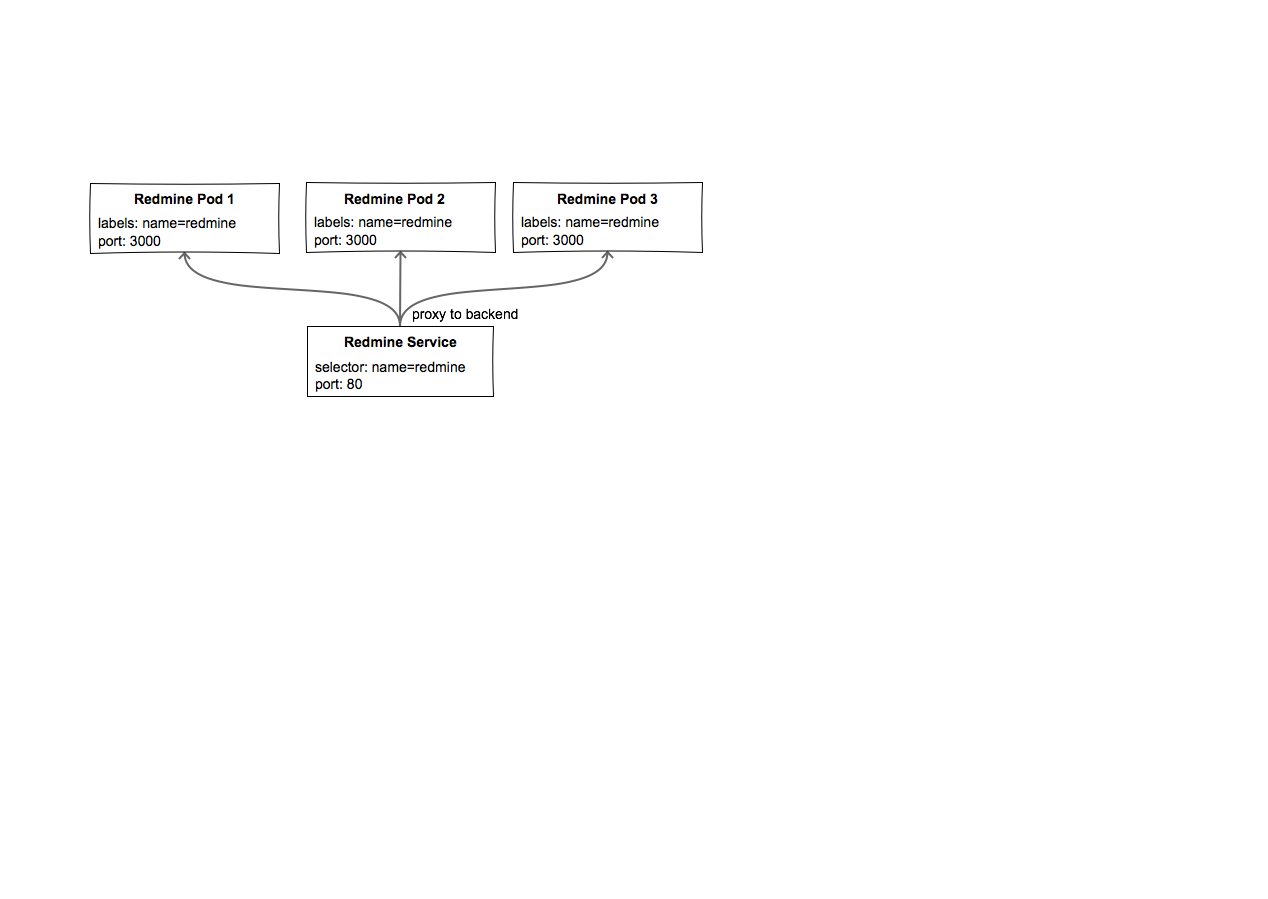 Redmine Pod 1
labels: name=redmine
port: 3000
Redmine Pod 2
labels: name=redmine
port: 3000
Redmine Pod 3
labels: name=redmine
port: 3000
proxy to backend
Redmine Service
selector: name=redmine
port: 80